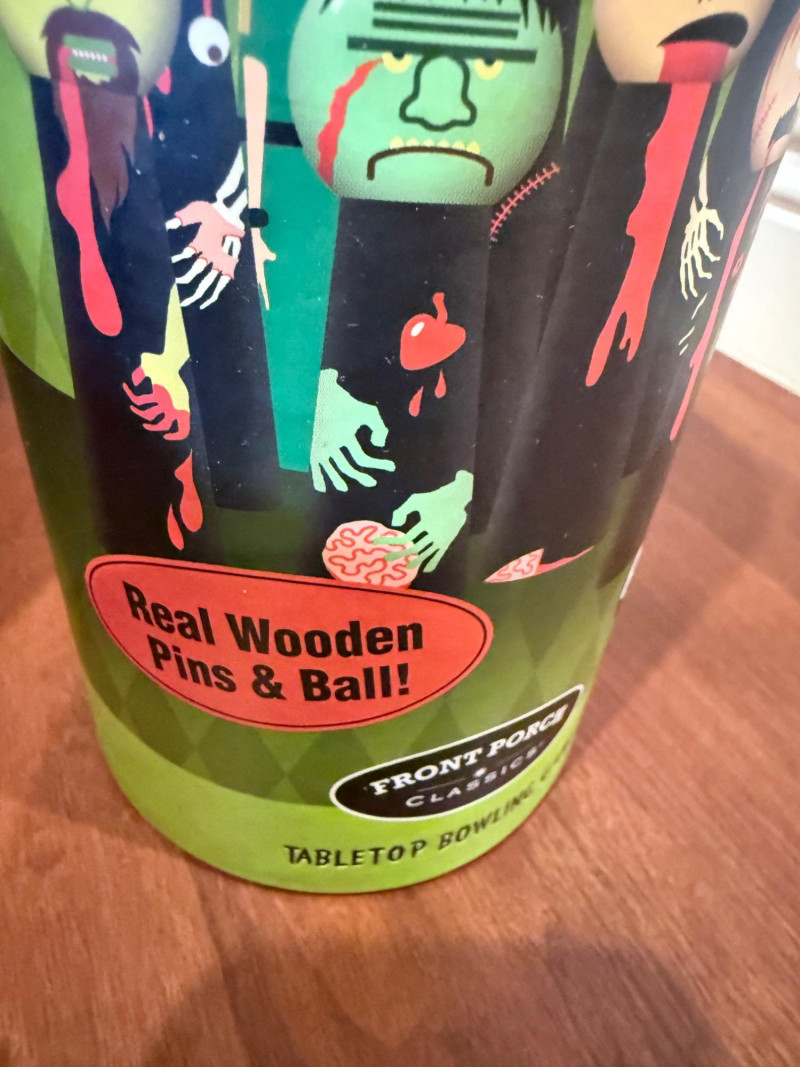 Real Wooden
Pins & Ball!
FRONT PORCH
CLASSICS
TABLETOP BOWLING